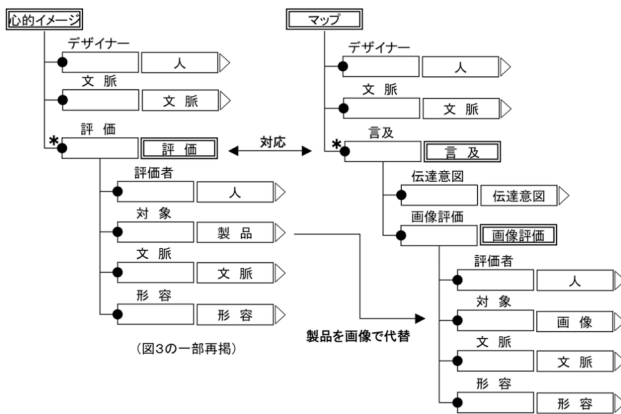 心的イメージ
デザイナー
人
文 脈
文 脈
*
評 価
評 価
評価者
人
対 象
製 品
文 脈
文 脈
形 容
形 容
(図3の一部再掲)
対応
製品を画像で代替
マップ
デザイナー
人
文 脈
文 脈
*
言及
言 及
伝達意図
伝達意図
画像評価
画像評価
評価者
人
対 象
画 像
文 脈
文 脈
形 容
形 容